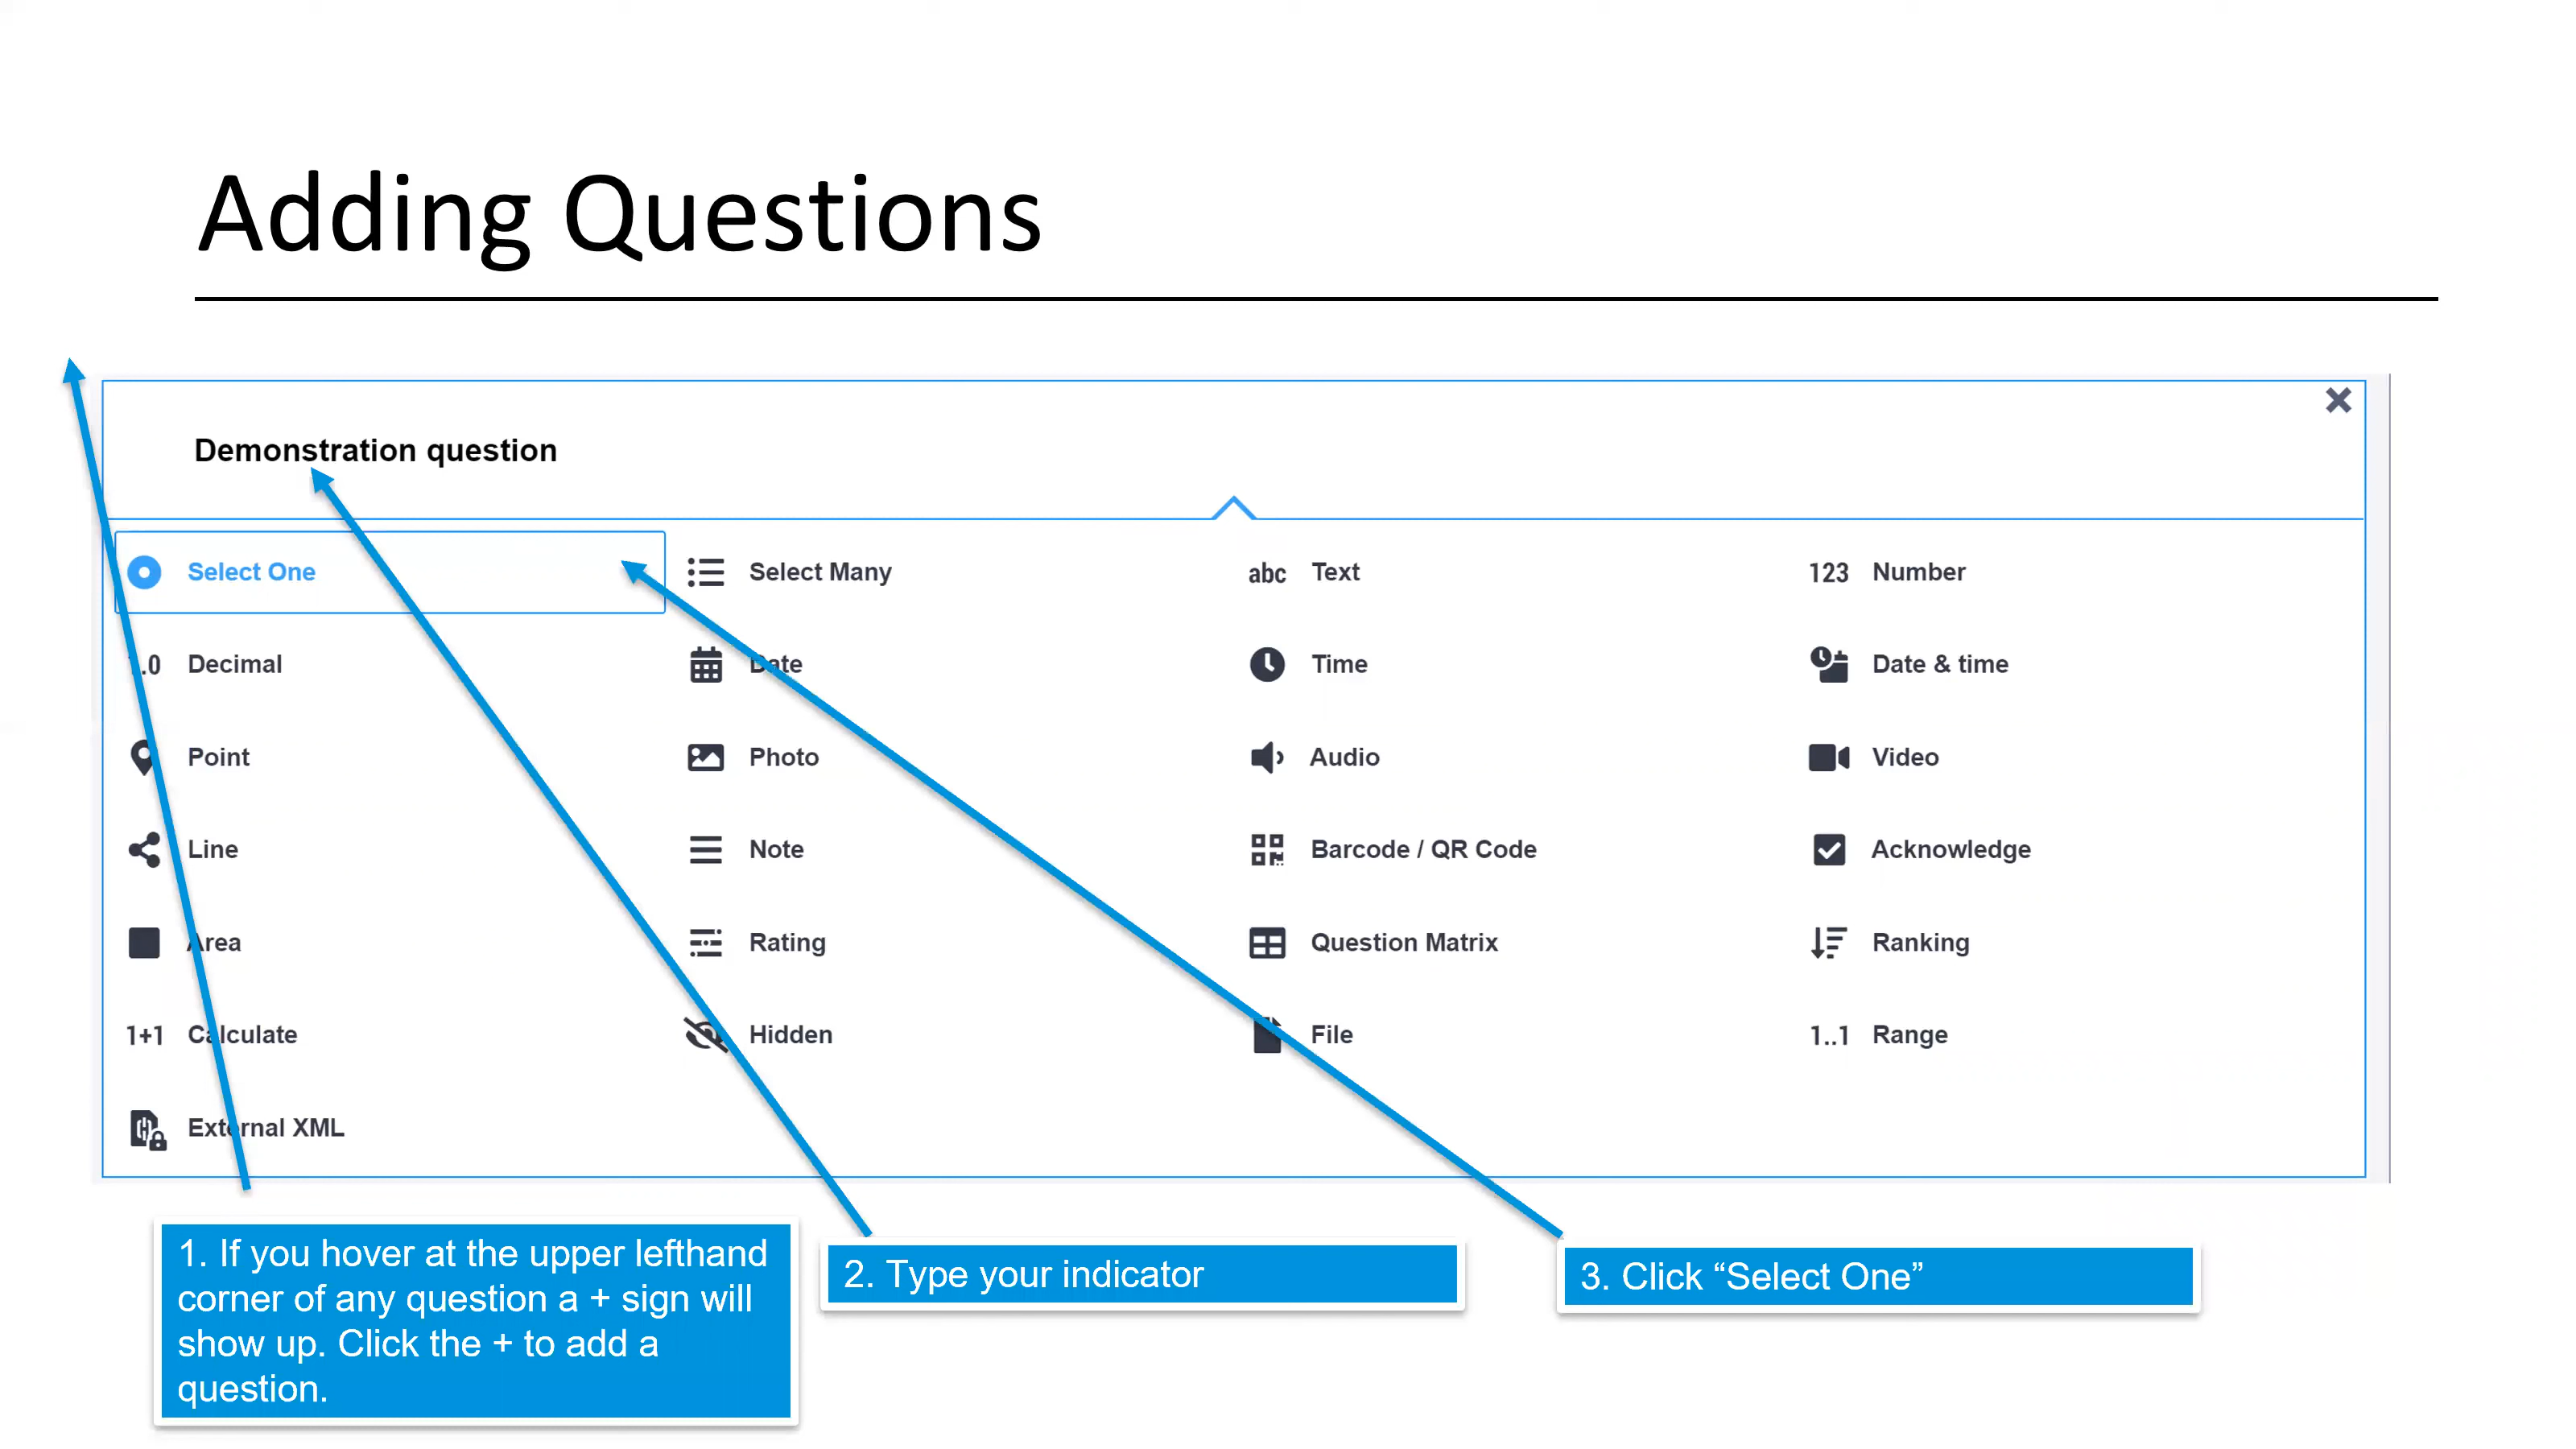 Adding Questions
Demonstration question
Select One
Select Many
abc Text
123 Number
.0 Decimal
Date
Time
Date & time
Point
Photo
Audio
Video
Line
Note
Barcode / QR Code
Acknowledge
Area
Rating
Question Matrix
Ranking
1+1 Calculate
Hidden
File
1..1 Range
External XML
1. If you hover at the upper lefthand
corner of any question a + sign will
show up. Click the + to add a
question.
2. Type your indicator
3. Click “Select One”